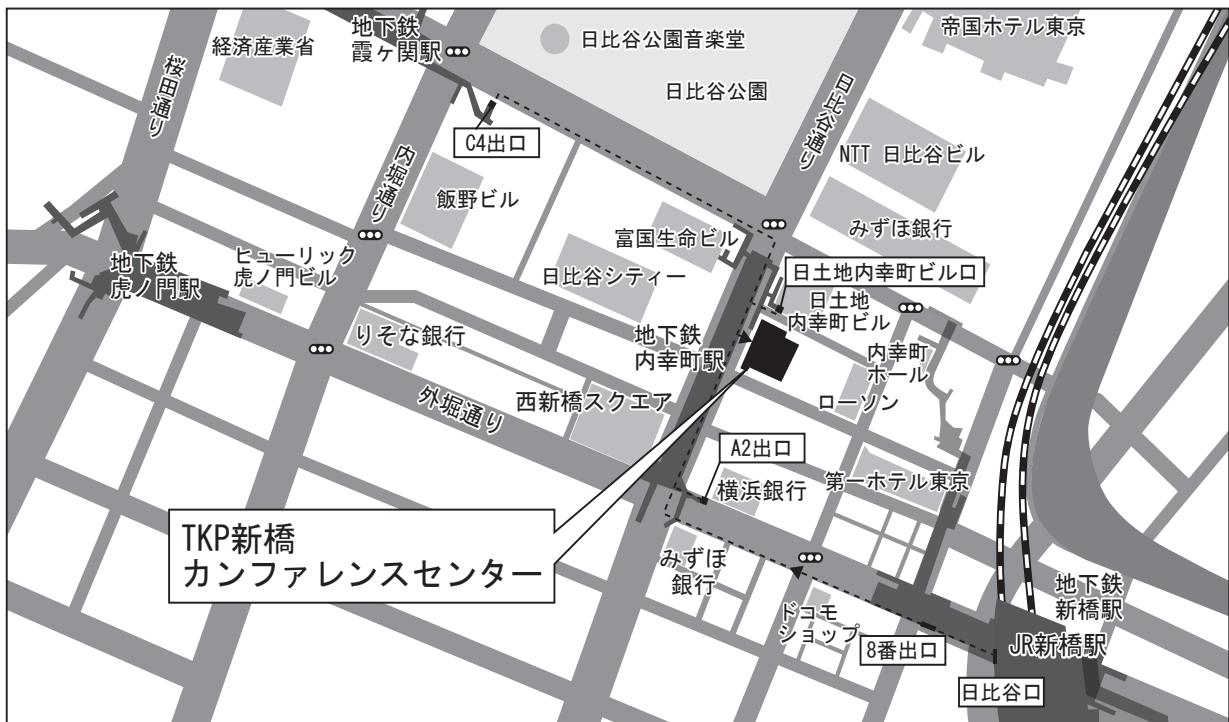 地下鉄
霞ヶ関駅
経済産業省
桜田通り
日比谷公園音楽堂
帝国ホテル東京
日比谷公園
日比谷通り
C4出口
内堀通り
飯野ビル
NTT 日比谷ビル
みずほ銀行
富国生命ビル
地下鉄
虎ノ門駅
ヒューリック
虎ノ門ビル
日比谷シティー
日土地内幸町ビル口
日土地
内幸町ビル
りそな銀行
地下鉄
内幸町駅
内幸町
ホール
ローソン
外堀通り
西新橋スクエア
A2出口
横浜銀行
第一ホテル東京
TKP新橋
カンファレンスセンター
みずほ
銀行
ドコモ
ショップ
8番出口
地下鉄
新橋駅
JR新橋駅
日比谷口